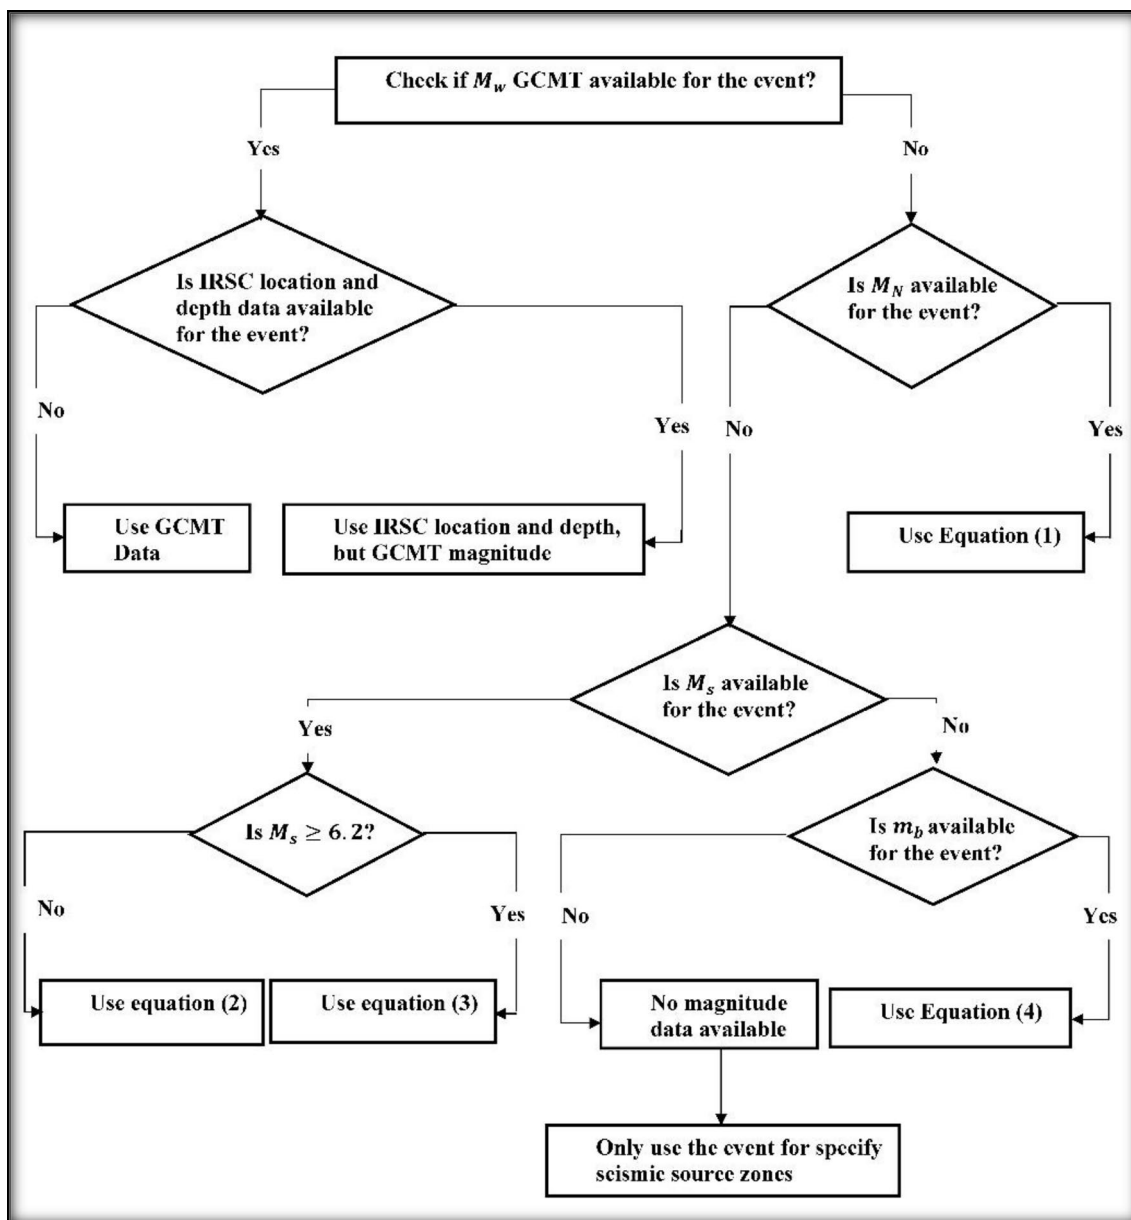 Check if M_w GCMT available for the event?
Yes
No
Is IRSC location and
depth data available
for the event?
Is M_N available
for the event?
No
Yes
No
Yes
Use GCMT
Data
Use IRSC location and depth,
but GCMT magnitude
Use Equation (1)
Is M_s available
for the event?
Yes
No
Is M_s ≥ 6.2?
Is m_b available
for the event?
No
Yes
No
Yes
Use equation (2)
Use equation (3)
No magnitude
data available
Use Equation (4)
Only use the event for specify
seismic source zones